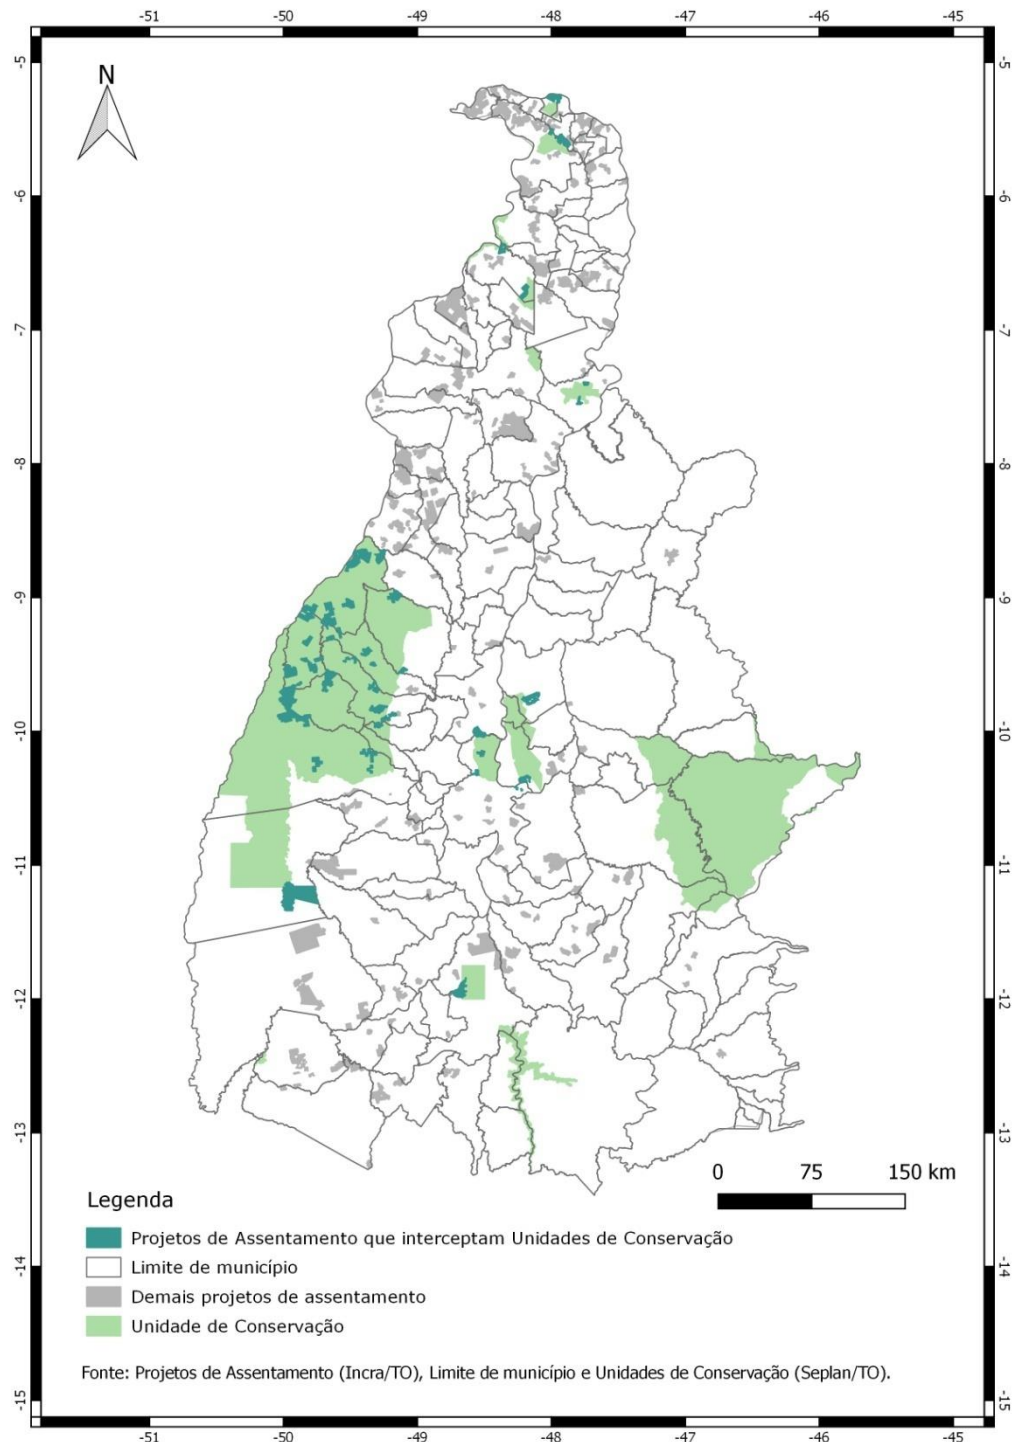 -51 -50 -49 -48 -47 -46 -45
N
-5 -5
-6 -6
-7 -7
-8 -8
-9 -9
-10 -10
-11 -11
-12 -12
-13 -13
-14 -14
-15 -15
0 75 150 km
Legenda
Projetos de Assentamento que interceptam Unidades de Conservação
Limite de município
Demais projetos de assentamento
Unidade de Conservação
Fonte: Projetos de Assentamento (Incra/TO), Limite de município e Unidades de Conservação (Seplan/TO).
-51 -50 -49 -48 -47 -46 -45